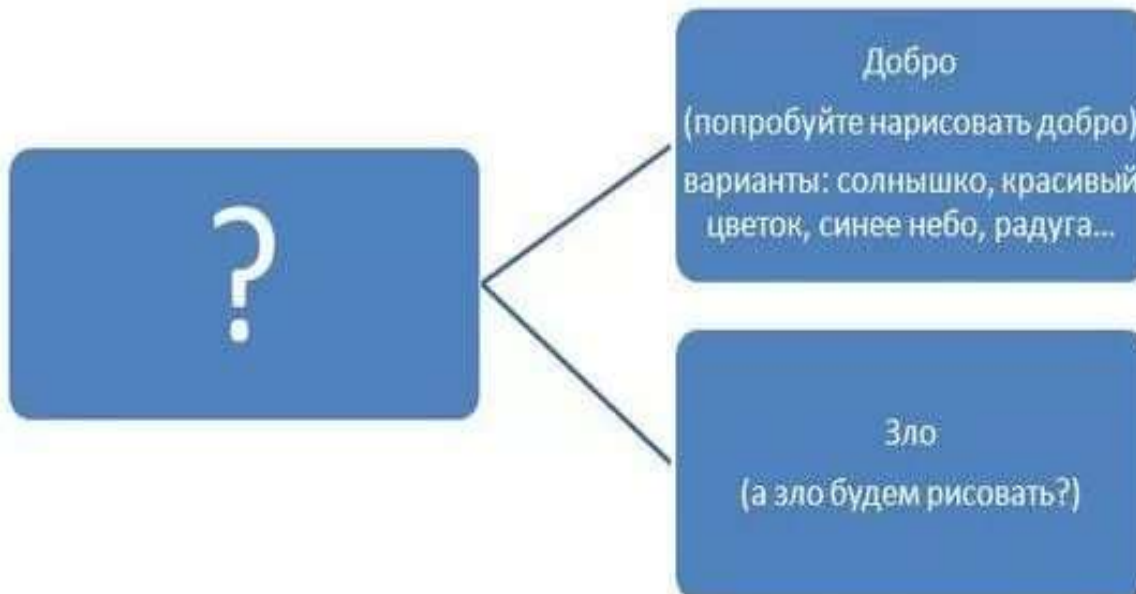 ?
Добро
(попробуйте нарисовать добро)
варианты: солнышко, красивый
цветок, синее небо, радуга...
Зло
(а зло будем рисовать?)